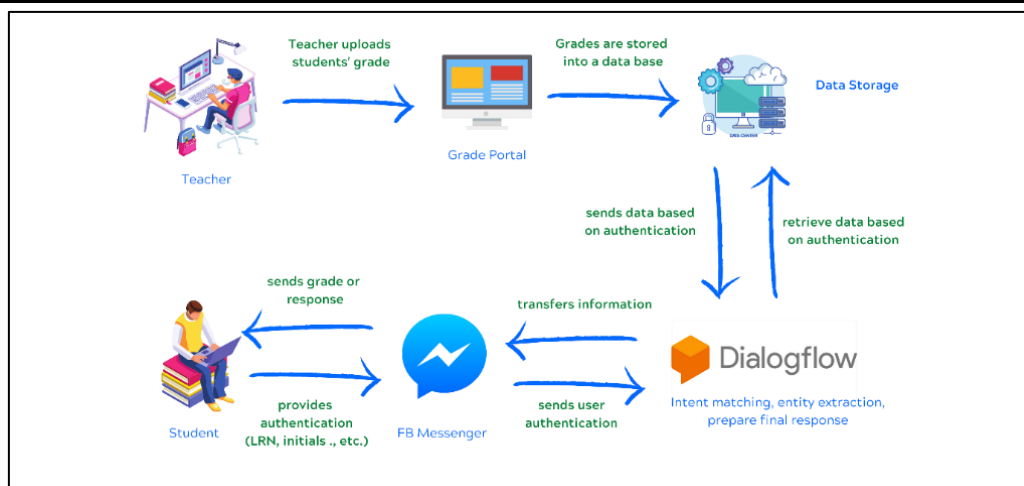 Teacher uploads
students' grade
Grades are stored
into a data base
Data Storage
DATA CENTER
Grade Portal
Teacher
sends data based
on authentication
retrieve data based
on authentication
sends grade or
response
transfers information
Dialogflow
Intent matching, entity extraction,
prepare final response
provides
authentication
(LRN, initials ., etc.)
sends user
authentication
Student
FB Messenger